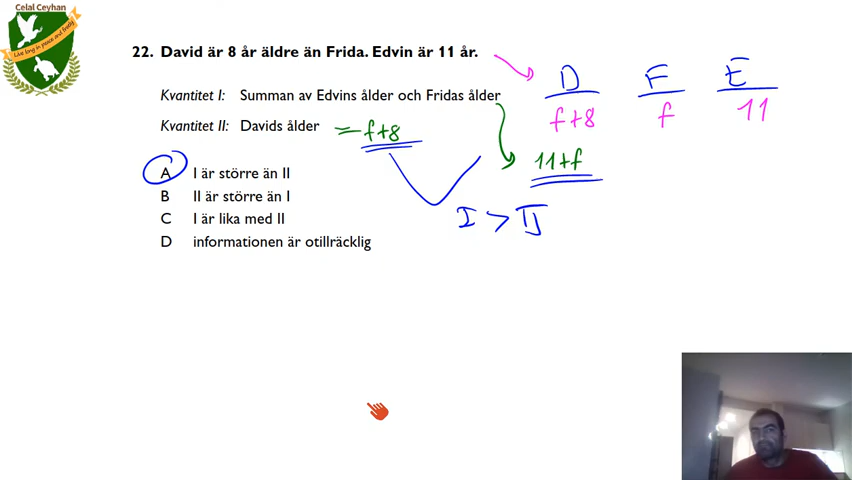 Celal Ceyhan
Live long in peace and unity
22. David är 8 år äldre än Frida. Edvin är 11 år.
D F E
f+8 f 11
Kvantitet I: Summan av Edvins ålder och Fridas ålder
Kvantitet II: Davids ålder = f+8
11+f
A I är större än II
B II är större än I
C I är lika med II
D informationen är otillräcklig
I > II